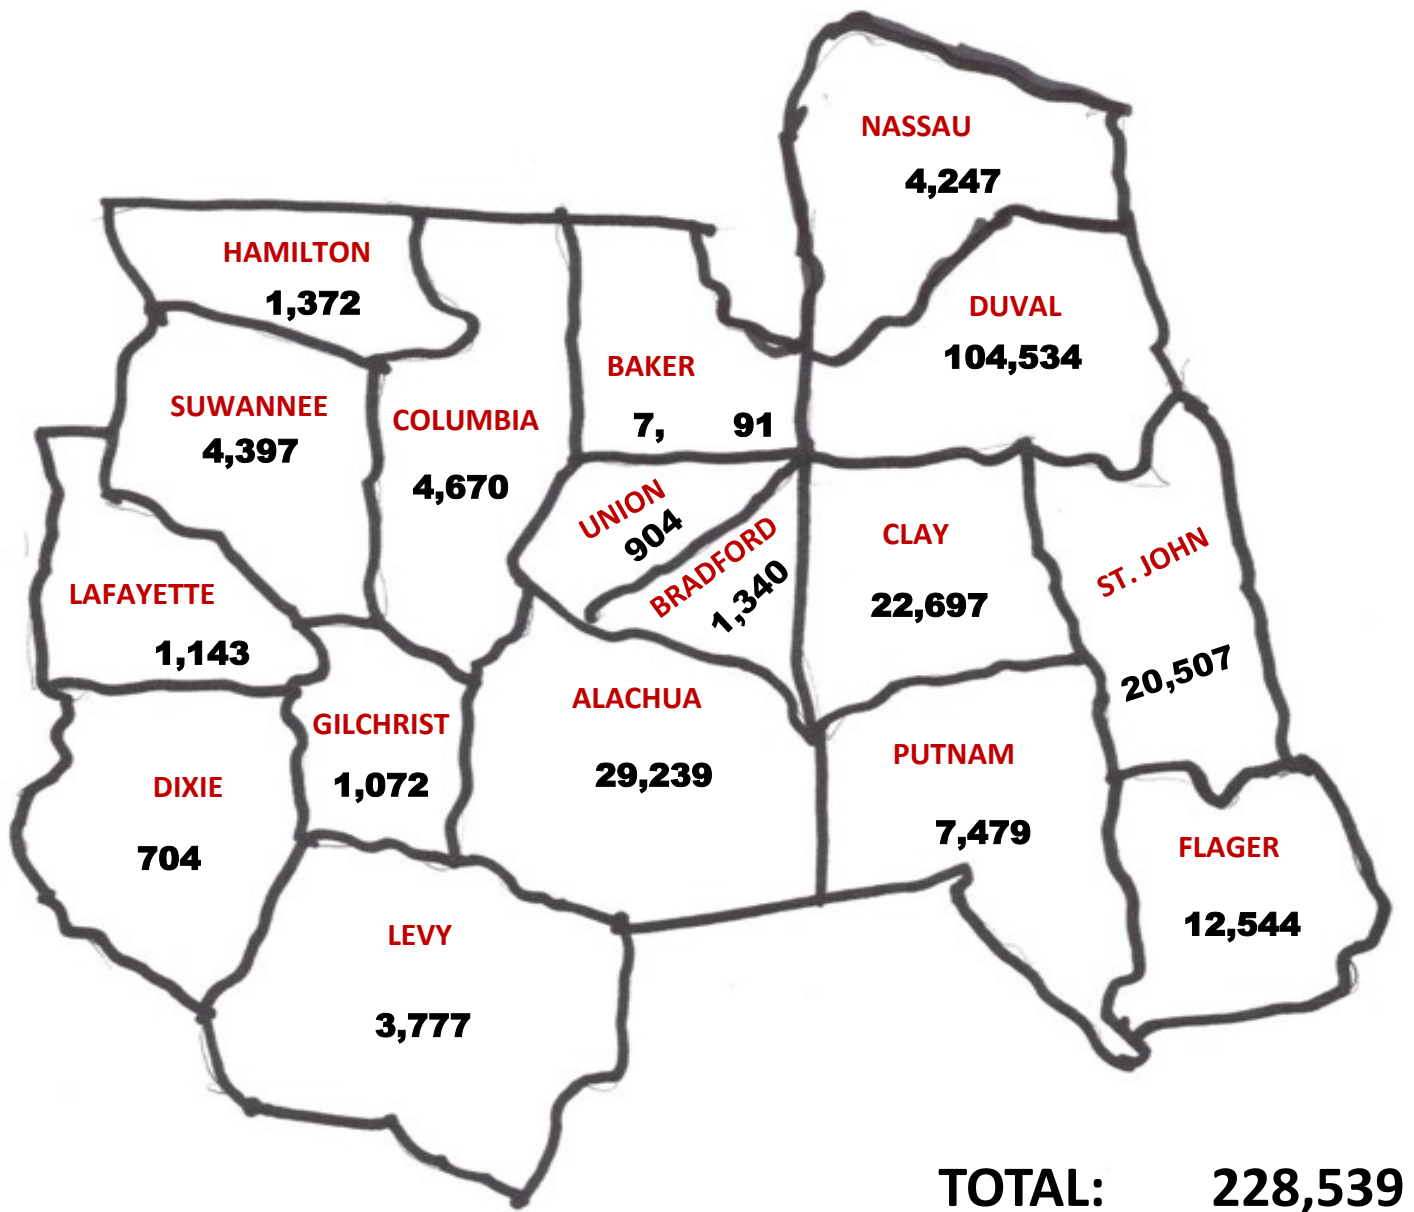 NASSAU
4,247
HAMILTON
1,372
DUVAL
104,534
BAKER
7, 91
SUWANNEE
4,397
COLUMBIA
4,670
UNION
904
BRADFORD
1,340
CLAY
22,697
ST. JOHN
20,507
LAFAYETTE
1,143
GILCHRIST
1,072
ALACHUA
29,239
PUTNAM
7,479
DIXIE
704
FLAGER
12,544
LEVY
3,777
TOTAL: 228,539